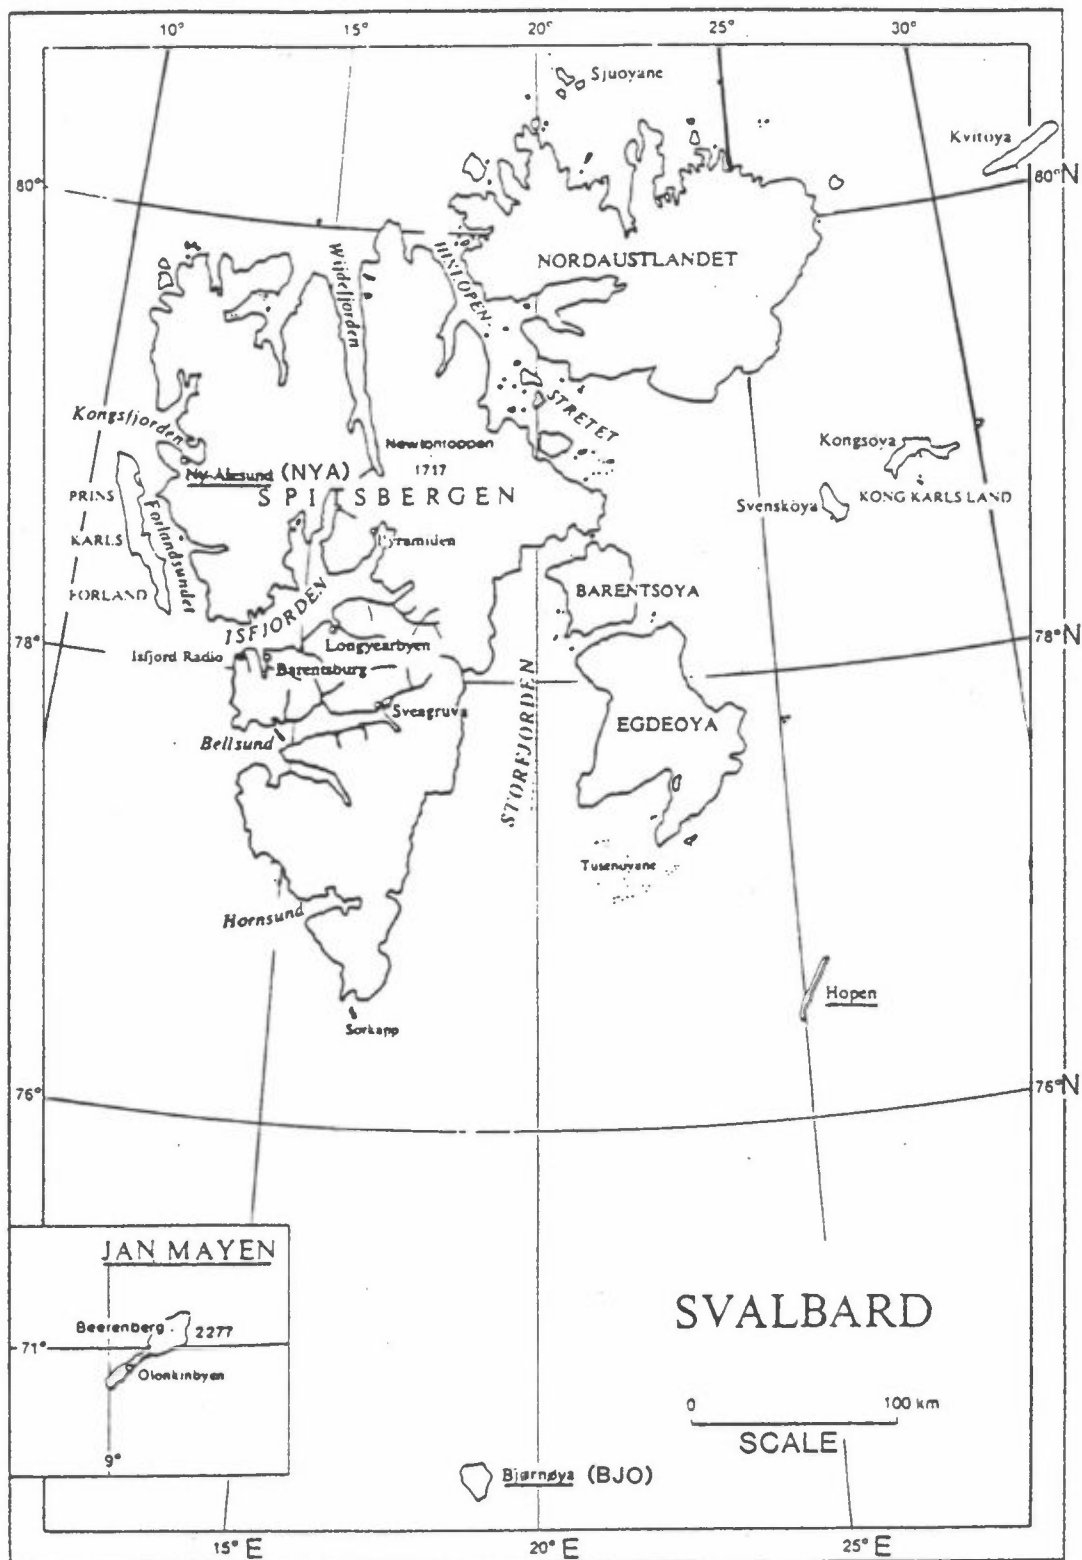 10° 15° 20° 25° 30°
Sjuoyane
Kvitoya
80° 80°N
NORDAUSTLANDET
Wijdefjorden
HINLOPEN-
STRETET
Kongsfjorden
Newtontoppen
1717
Kongsoya
Ny-Alesund (NYA)
SPITSBERGEN
KONG KARLS LAND
Svensköya
PRINS
KARLS
FORLAND
Forlandsundet
Pyramiden
BARENTSOYA
ISFJORDEN
78° 78°N
Longyearbyen
Isfjord Radio
Barentsburg
Sveagruva
EGDEOYA
Bellsund
STORFJORDEN
Tusenoyane
Hornsund
Hopen
Sorkapp
76° 76°N
JAN MAYEN
Beerenberg 2277
71°
Olonkinbyen
9°
SVALBARD
0 100 km
SCALE
Bjørnøya (BJO)
15°E 20°E 25°E